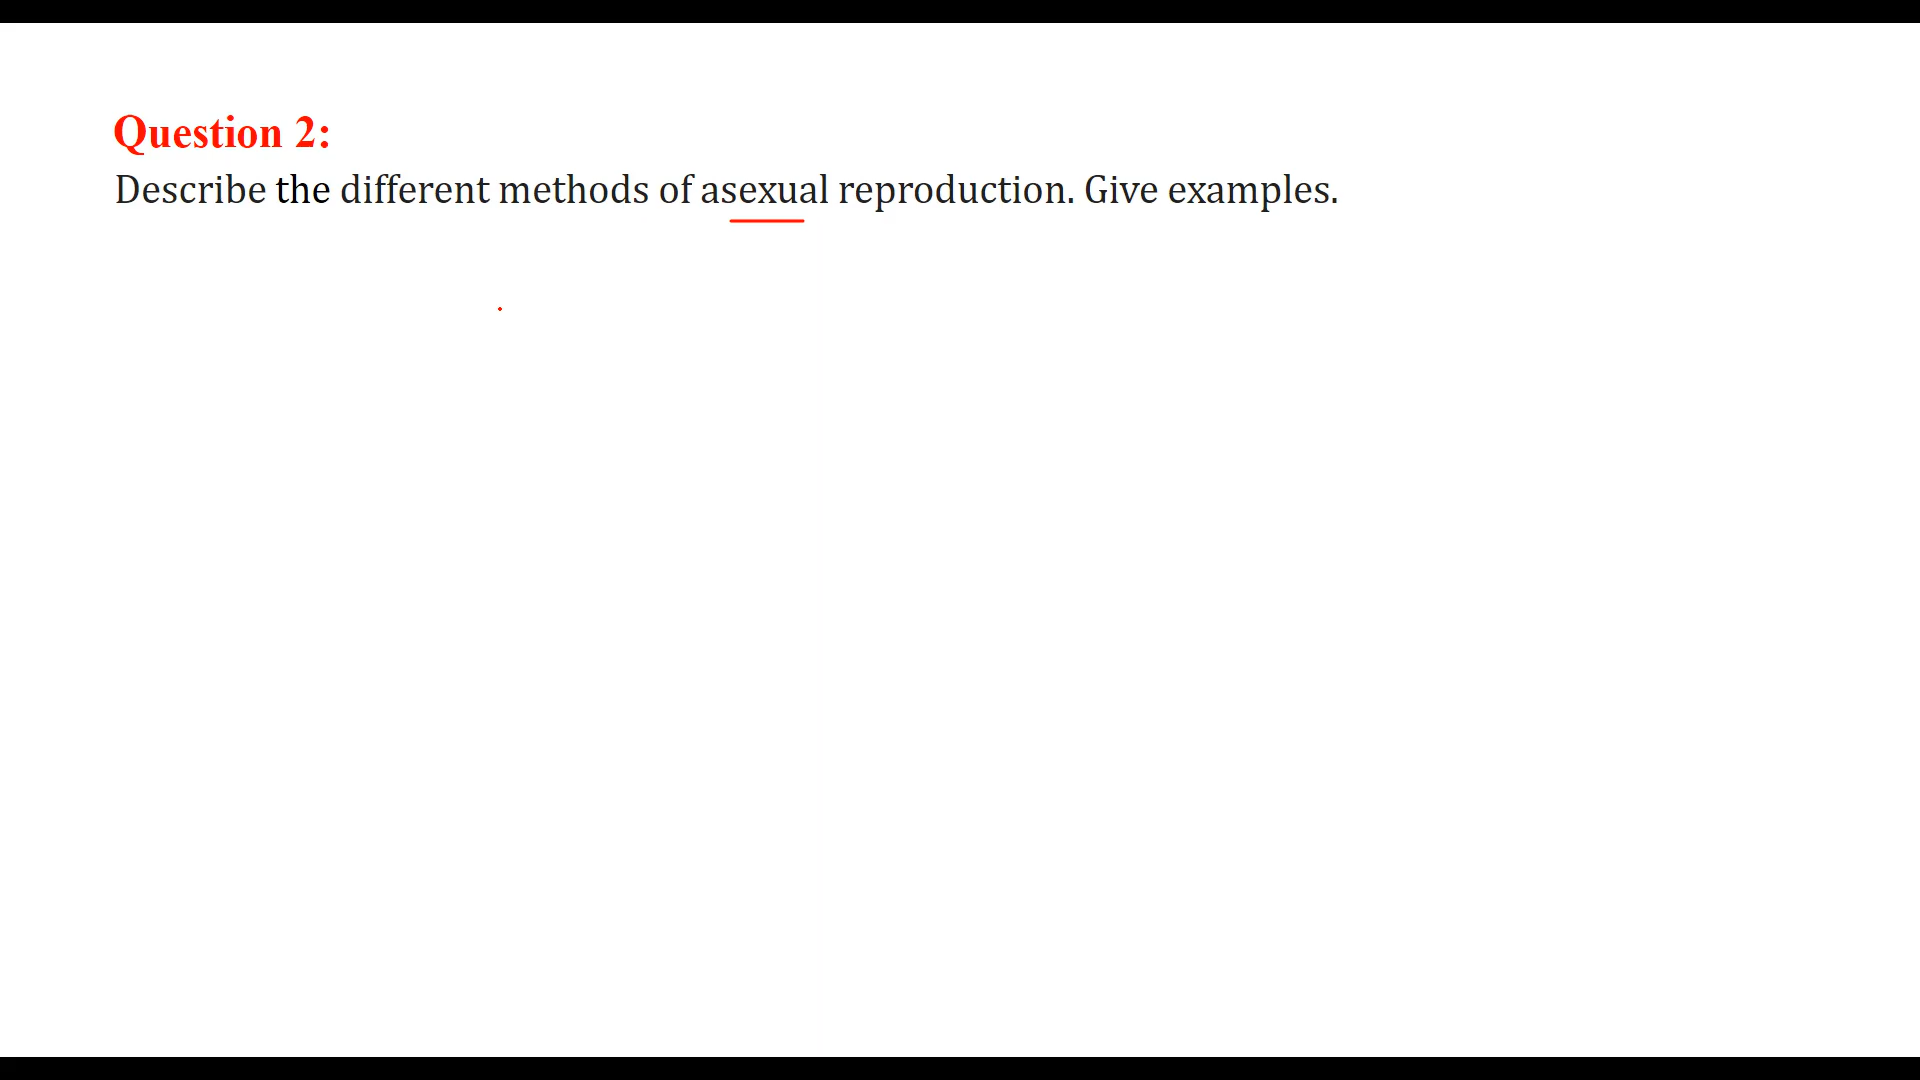 Question 2:
Describe the different methods of asexual reproduction. Give examples.